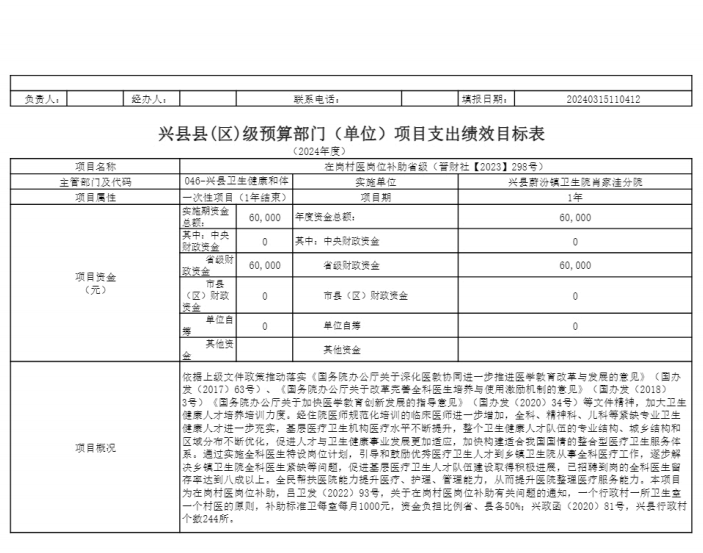 负责人： 经办人： 联系电话： 填报日期： 20240315110412
兴县县(区)级预算部门（单位）项目支出绩效目标表
（2024年度）
项目名称 在岗村医岗位补助省级（晋财社【2023】298号）
主管部门及代码 046-兴县卫生健康和体 实施单位 兴县蔚汾镇卫生院肖家洼分院
项目属性 一次性项目（1年结束） 项目期 1年
项目资金
（元）
实施期资金总额： 60,000 年度资金总额： 60,000
其中：中央财政资金 0 其中：中央财政资金 0
省级财政资金 60,000 省级财政资金 60,000
市县（区）财政资金 0 市县（区）财政资金 0
单位自筹 0 单位自筹 0
其他资金 其他资金
项目概况
依据上级文件政策推动落实《国务院办公厅关于深化医教协同进一步推进医学教育改革与发展的意见》（国办
发（2017）63号）、《国务院办公厅关于改革完善全科医生培养与使用激励机制的意见》（国办发（2018）
3号）《国务院办公厅关于加快医学教育创新发展的指导意见》（国办发（2020）34号）等文件精神，加大卫生
健康人才培养培训力度。经住院医师规范化培训的临床医师进一步增加，全科、精神科、儿科等紧缺专业卫生
健康人才进一步充实，基层医疗卫生机构医疗水平不断提升，整个卫生健康人才队伍的专业结构、城乡结构和
区域分布不断优化，促进人才与卫生健康事业发展更加适应，加快构建适合我国国情的整合型医疗卫生服务体
系。通过实施全科医生特设岗位计划，引导和鼓励优秀医疗卫生人才到乡镇卫生院从事全科医疗工作，逐步解
决乡镇卫生院全科医生紧缺等问题，促进基层医疗卫生人才队伍建设取得积极进展，已招聘到岗的全科医生留
存率达到八成以上。全民帮扶医院能力提升医疗、护理、管理能力，从而提升医院整理医疗服务能力。本项目
为在岗村医岗位补助，吕卫发（2022）93号，关于在岗村医岗位补助有关问题的通知，一个行政村一所卫生室
一个村医的原则，补助标准卫每室每月1000元，资金负担比例省、县各50%；兴政函（2020）81号，兴县行政村
个数244所。